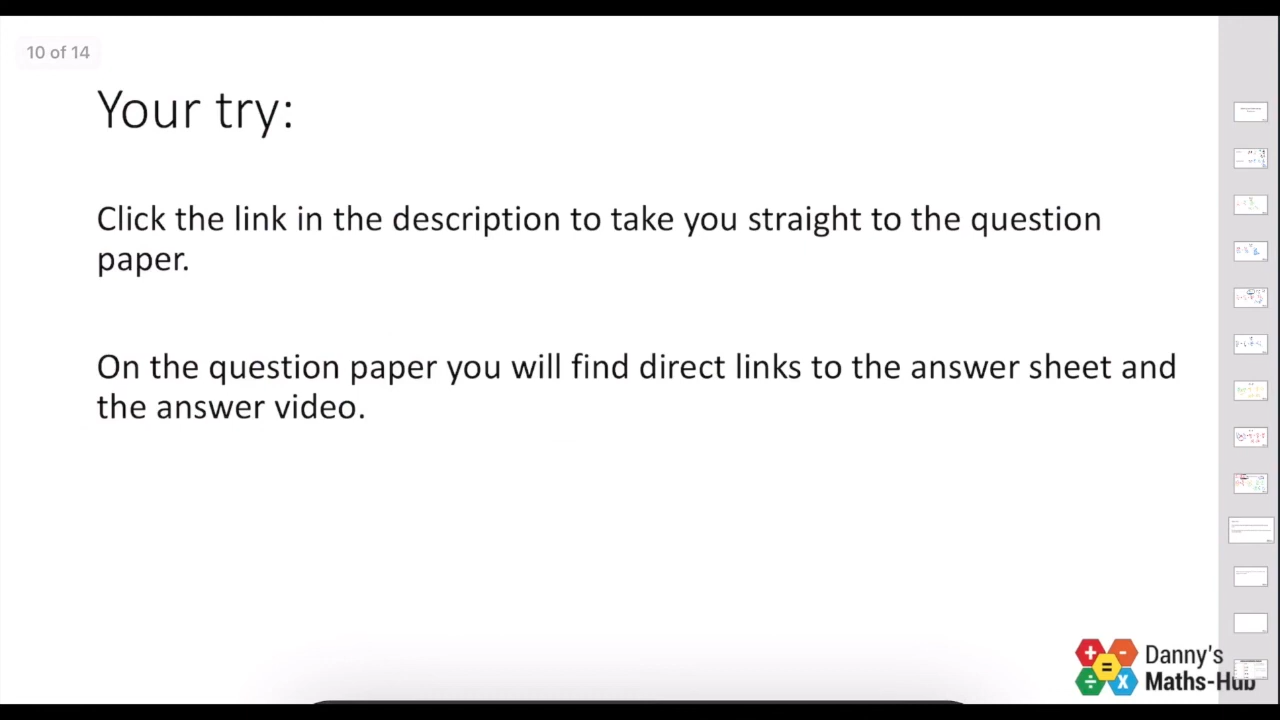 10 of 14
Your try:
Click the link in the description to take you straight to the question
paper.
On the question paper you will find direct links to the answer sheet and
the answer video.
Danny's
Maths-Hub